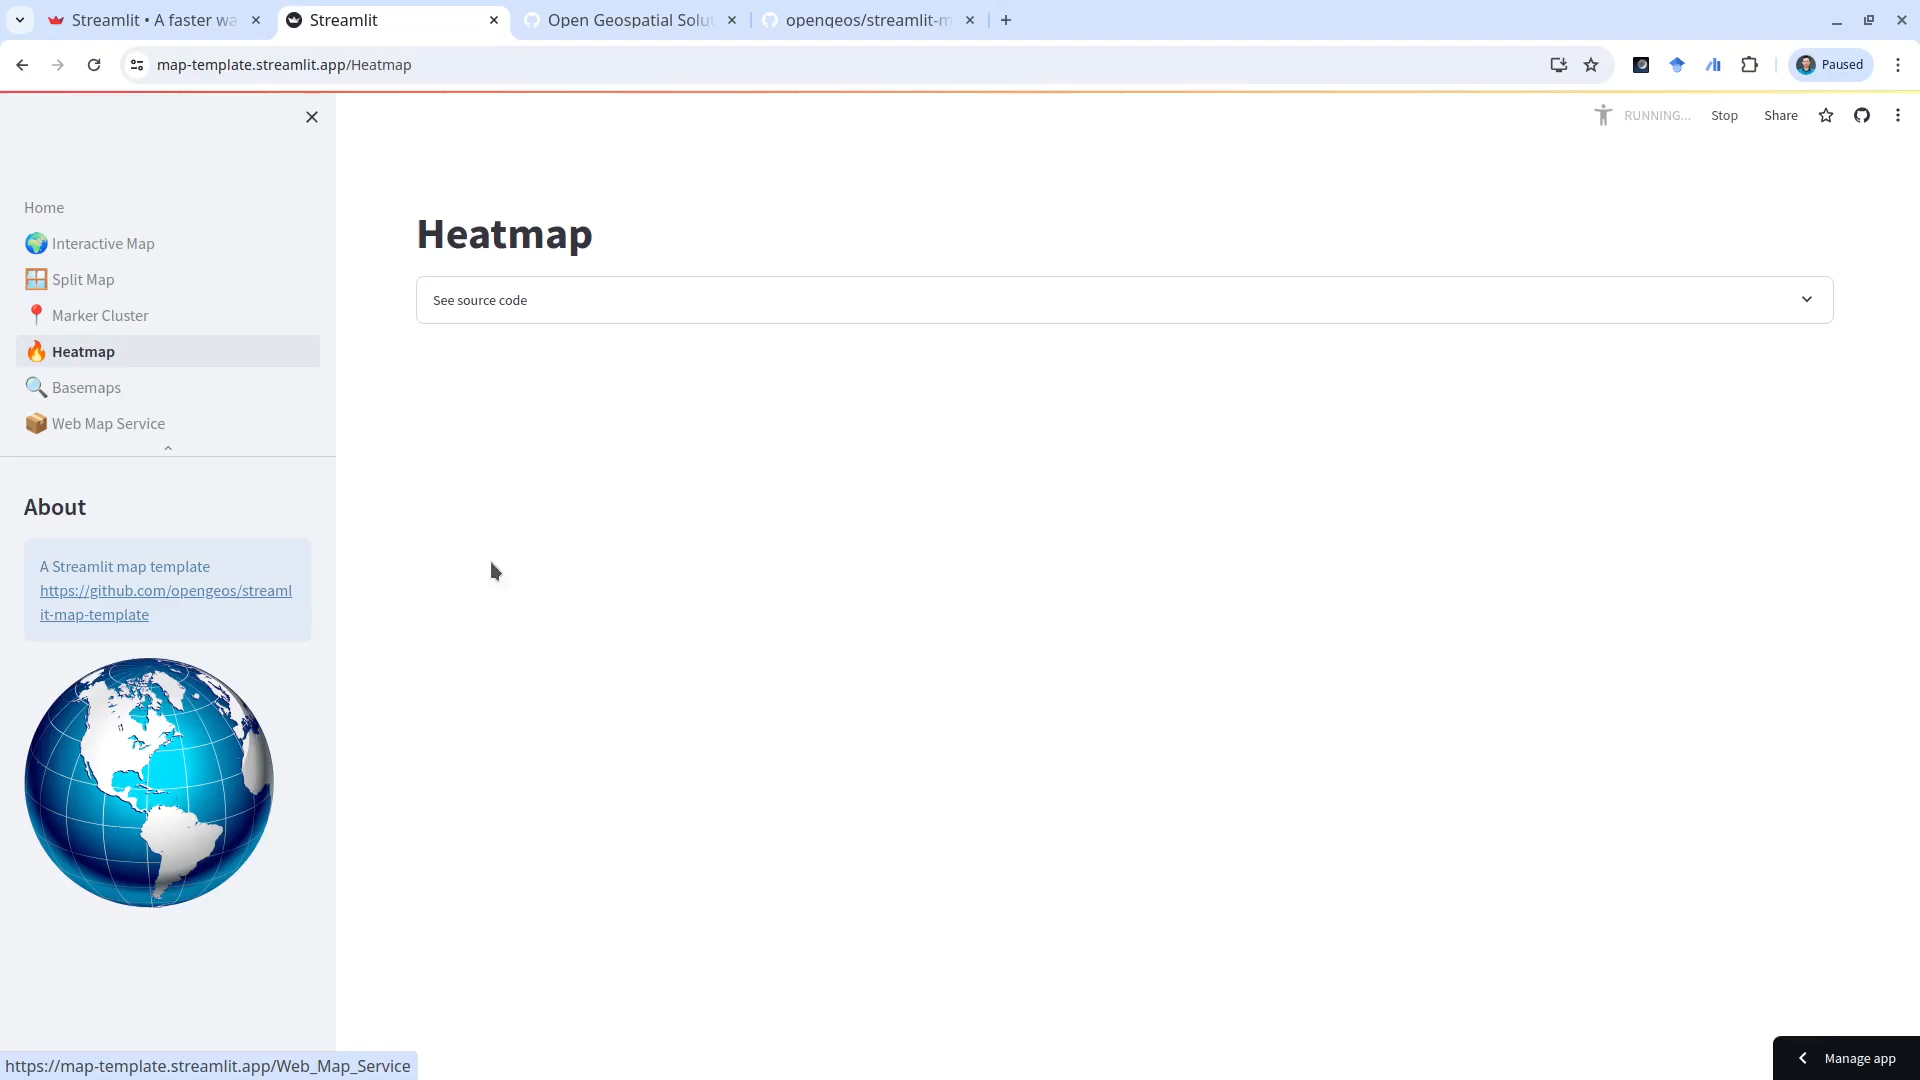 Streamlit • A faster wa
Streamlit
Open Geospatial Solut
opengeos/streamlit-m
map-template.streamlit.app/Heatmap
Paused
RUNNING...
Stop
Share
Home
Interactive Map
Split Map
Marker Cluster
Heatmap
Basemaps
Web Map Service
About
A Streamlit map template
https://github.com/opengeos/streaml
it-map-template
Heatmap
See source code
https://map-template.streamlit.app/Web_Map_Service
Manage app